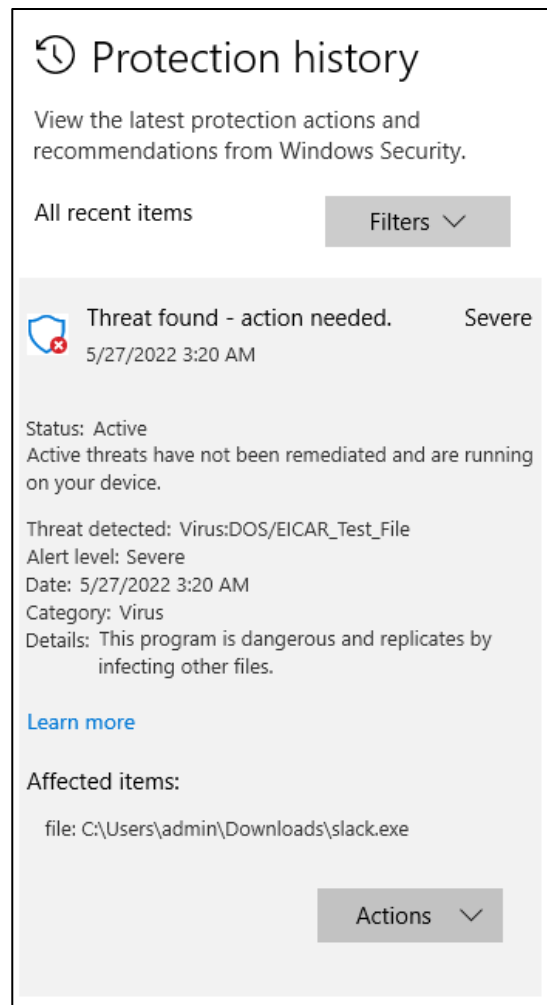 Protection history
View the latest protection actions and
recommendations from Windows Security.
All recent items
Filters
Threat found - action needed.
Severe
5/27/2022 3:20 AM
Status: Active
Active threats have not been remediated and are running
on your device.
Threat detected: Virus:DOS/EICAR_Test_File
Alert level: Severe
Date: 5/27/2022 3:20 AM
Category: Virus
Details: This program is dangerous and replicates by
infecting other files.
Learn more
Affected items:
file: C:\Users\admin\Downloads\slack.exe
Actions